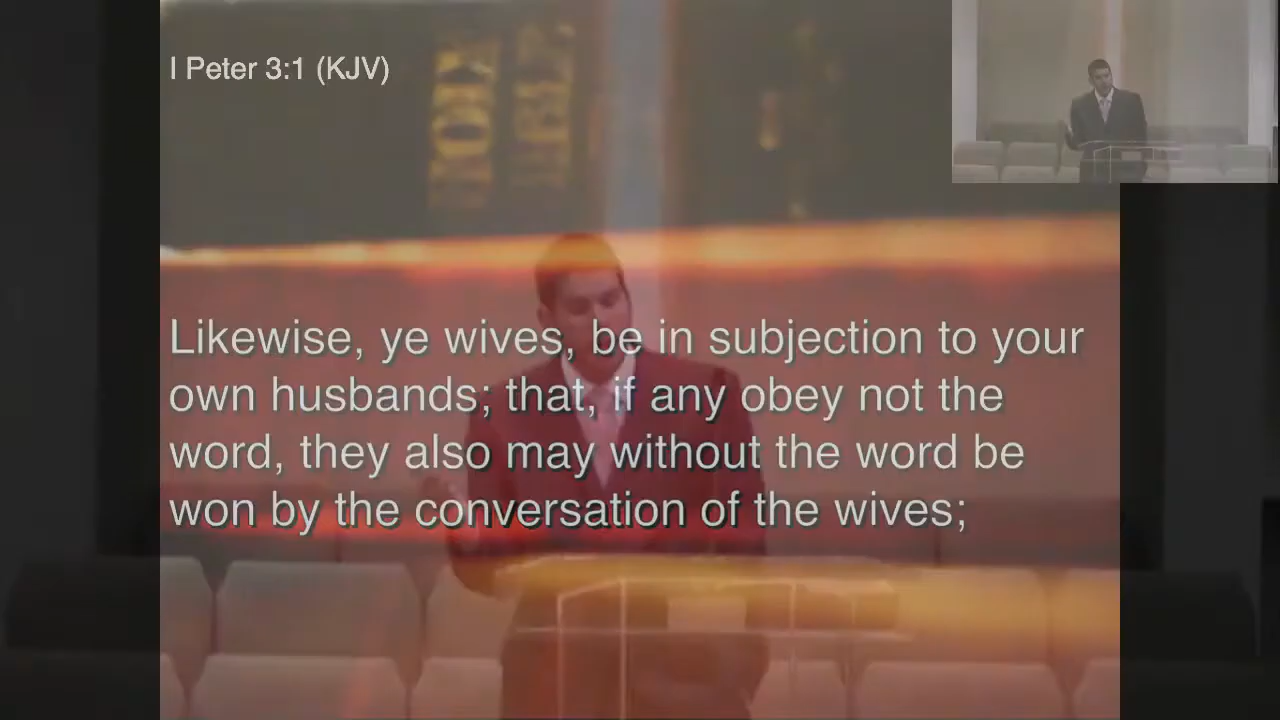 I Peter 3:1 (KJV)
Likewise, ye wives, be in subjection to your
own husbands; that, if any obey not the
word, they also may without the word be
won by the conversation of the wives;